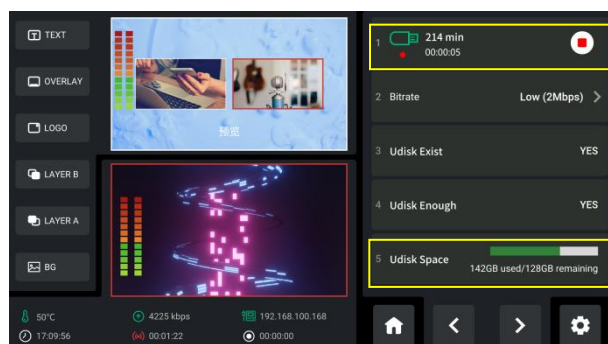 TEXT
OVERLAY
LOGO
LAYER B
LAYER A
BG
预览
1 214 min
00:00:05
2 Bitrate Low (2Mbps) >
3 Udisk Exist YES
4 Udisk Enough YES
5 Udisk Space
142GB used/128GB remaining
50°C 4225 kbps 192.168.100.168
17:09:56 00:01:22 00:00:00